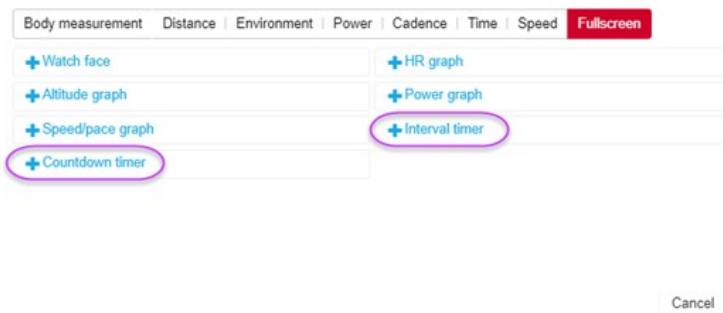 Body measurement Distance Environment Power Cadence Time Speed Fullscreen
Watch face HR graph
Altitude graph Power graph
Speed/pace graph Interval timer
Countdown timer
Cancel